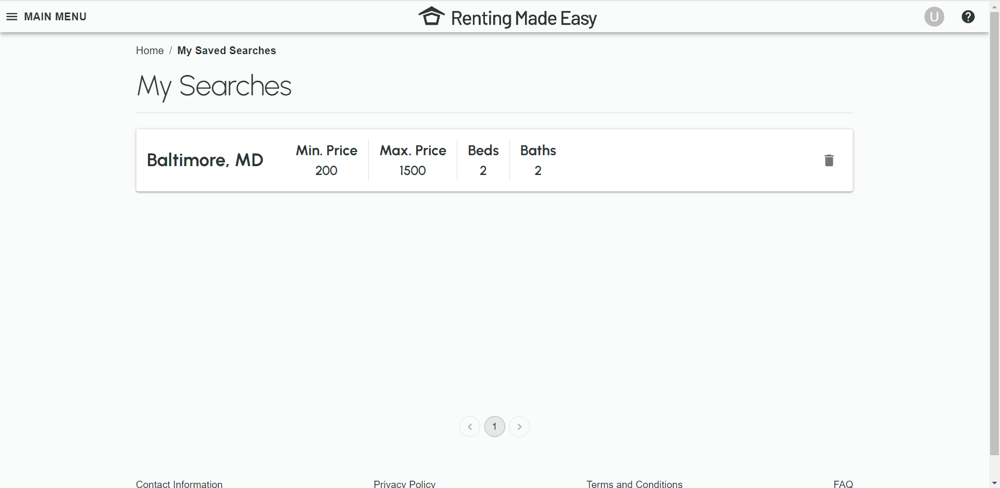 MAIN MENU
Renting Made Easy
U
?
Home / My Saved Searches
My Searches
Baltimore, MD
Min. Price
200
Max. Price
1500
Beds
2
Baths
2
1
Contact Information
Privacy Policy
Terms and Conditions
FAQ